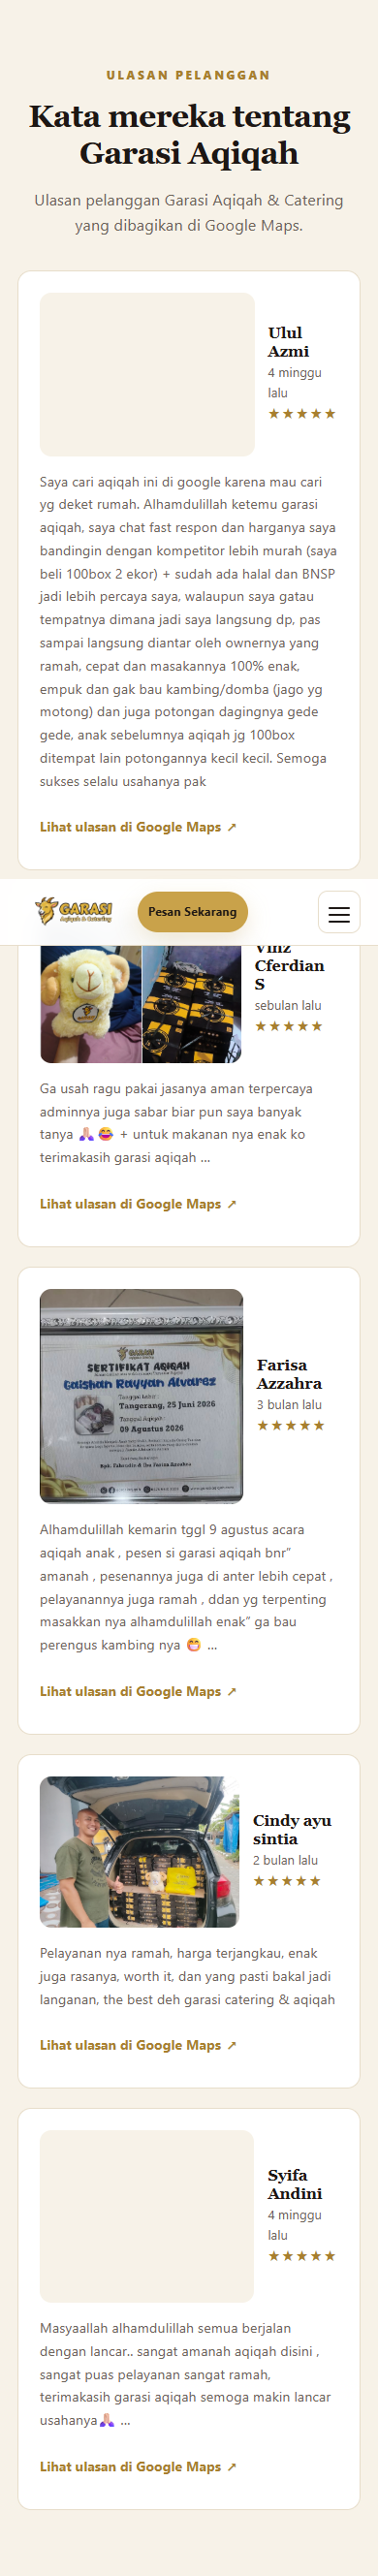 ULASAN PELANGGAN
Kata mereka tentang
Garasi Aqiqah
Ulasan pelanggan Garasi Aqiqah & Catering
yang dibagikan di Google Maps.
Ulul
Azmi
4 minggu
lalu
★★★★★
Saya cari aqiqah ini di google karena mau cari
yg deket rumah. Alhamdulillah ketemu garasi
aqiqah, saya chat fast respon dan harganya saya
bandingin dengan kompetitor lebih murah (saya
beli 100box 2 ekor) + sudah ada halal dan BNSP
jadi lebih percaya saya, walaupun saya gatau
tempatnya dimana jadi saya langsung dp, pas
sampai langsung diantar oleh ownernya yang
ramah, cepat dan masakannya 100% enak,
empuk dan gak bau kambing/domba (jago yg
motong) dan juga potongan dagingnya gede
gede, anak sebelumnya aqiqah jg 100box
ditempat lain potongannya kecil kecil. Semoga
sukses selalu usahanya pak
Lihat ulasan di Google Maps ↗
GARASI
Aqiqah & Catering
Pesan Sekarang
Vinz
Cferdian
S
sebulan lalu
★★★★★
Ga usah ragu pakai jasanya aman terpercaya
adminnya juga sabar biar pun saya banyak
tanya 🙏🏻😂 + untuk makanan nya enak ko
terimakasih garasi aqiqah ...
Lihat ulasan di Google Maps ↗
GARASI
SERTIFIKAT AQIQAH
Gaishan Rayyan Alvarez
Tanggal Lahir :
Tangerang, 25 Juni 2026
Tanggal Aqiqah :
09 Agustus 2026
Farisa
Azzahra
3 bulan lalu
★★★★★
Alhamdulillah kemarin tggl 9 agustus acara
aqiqah anak , pesen si garasi aqiqah bnr”
amanah , pesenannya juga di anter lebih cepat ,
pelayanannya juga ramah , ddan yg terpenting
masakkan nya alhamdulillah enak” ga bau
perengus kambing nya 😁 ...
Lihat ulasan di Google Maps ↗
Cindy ayu
sintia
2 bulan lalu
★★★★★
Pelayanan nya ramah, harga terjangkau, enak
juga rasanya, worth it, dan yang pasti bakal jadi
langanan, the best deh garasi catering & aqiqah
Lihat ulasan di Google Maps ↗
Syifa
Andini
4 minggu
lalu
★★★★★
Masyaallah alhamdulillah semua berjalan
dengan lancar.. sangat amanah aqiqah disini ,
sangat puas pelayanan sangat ramah,
terimakasih garasi aqiqah semoga makin lancar
usahanya🙏🏻 ...
Lihat ulasan di Google Maps ↗